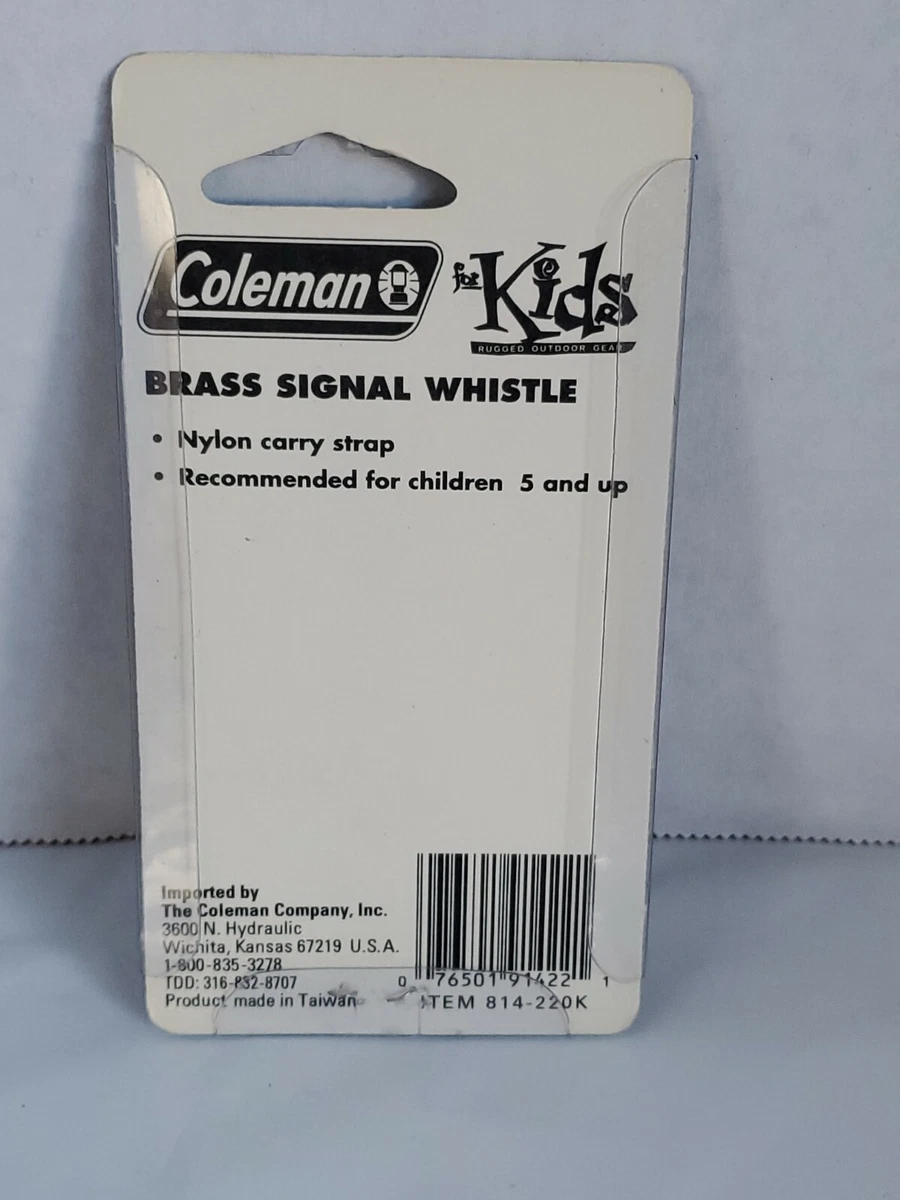 Coleman
for Kids
RUGGED OUTDOOR GEAR
BRASS SIGNAL WHISTLE
• Nylon carry strap
• Recommended for children 5 and up
Imported by
The Coleman Company, Inc.
3600 N. Hydraulic
Wichita, Kansas 67219 U.S.A.
1-800-835-3278
TDD: 316-832-8707
Product made in Taiwan
0 76501 91422 1
ITEM 814-220K